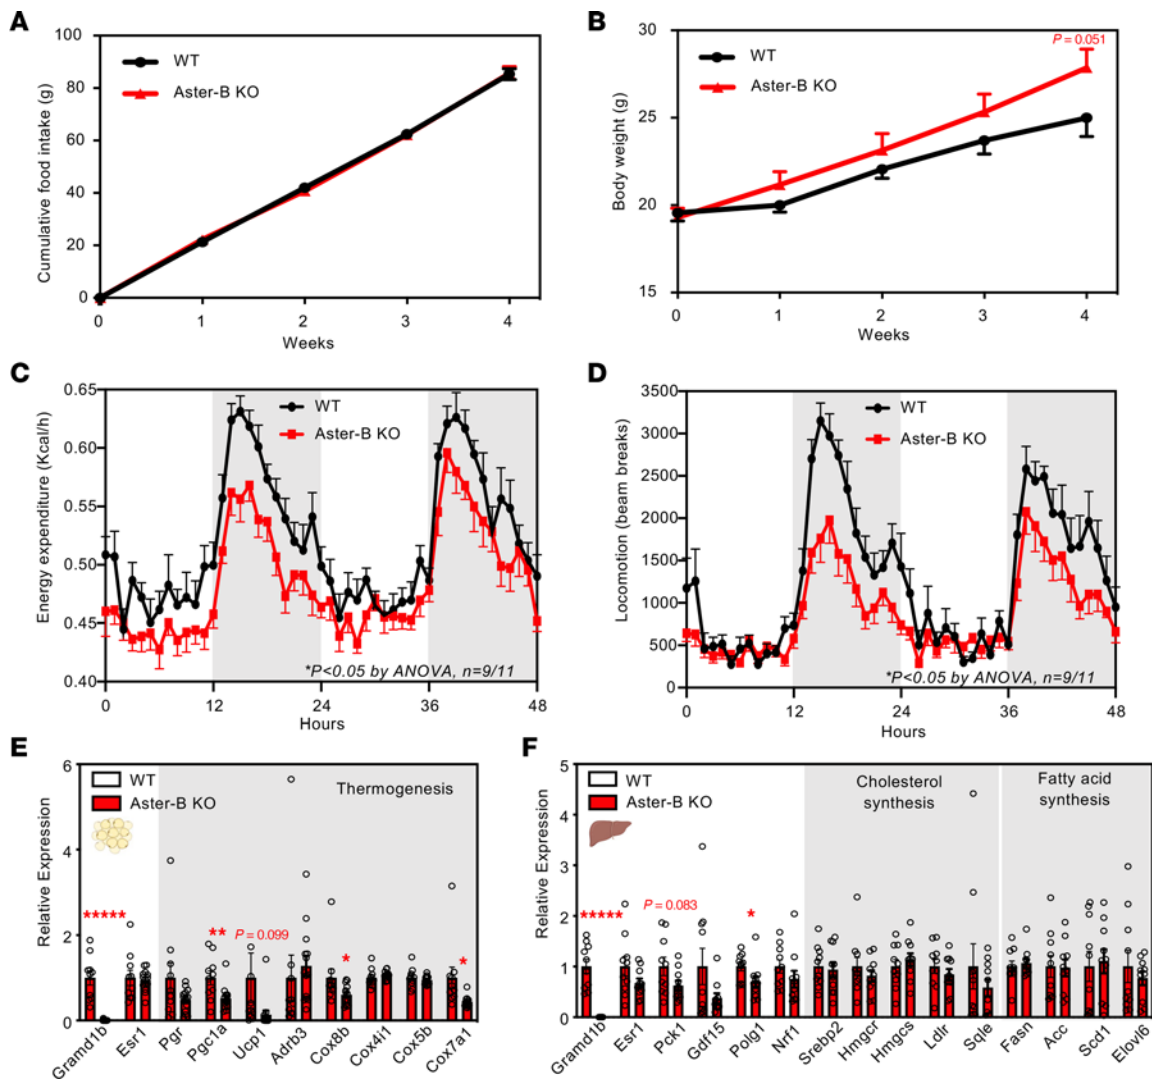 A
Cumulative food intake (g)
100
80
60
40
20
0
WT
Aster-B KO
0 1 2 3 4
Weeks
B
Body weight (g)
30
25
20
15
WT
Aster-B KO
P = 0.051
0 1 2 3 4
Weeks
C
Energy expenditure (Kcal/h)
0.65
0.60
0.55
0.50
0.45
0.40
WT
Aster-B KO
*P<0.05 by ANOVA, n=9/11
0 12 24 36 48
Hours
D
Locomotion (beam breaks)
3500
3000
2500
2000
1500
1000
500
0
WT
Aster-B KO
*P<0.05 by ANOVA, n=9/11
0 12 24 36 48
Hours
E
Relative Expression
6
4
2
0
WT
Aster-B KO
Thermogenesis
*****
**
P = 0.099
*
*
Gramd1b Esr1 Pgr Pgc1a Ucp1 Adrb3 Cox8b Cox4i1 Cox5b Cox7a1
F
Relative Expression
5
4
3
2
1
0
WT
Aster-B KO
Cholesterol
synthesis
Fatty acid
synthesis
*****
P = 0.083
*
Gramd1b Esr1 Pck1 Gdf15 Polg1 Nrf1 Srebp2 Hmgcr Hmgcs Ldlr Sqle Fasn Acc Scd1 Elovl6